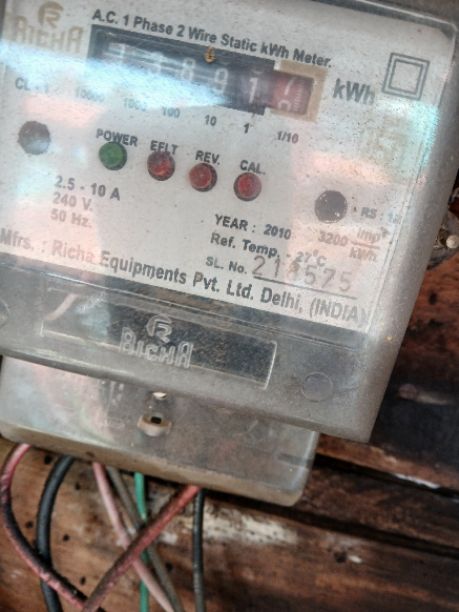 RICHA
A.C. 1 Phase 2 Wire Static kWh Meter.
kWh
CL - 1 10000 1000 100 10 1 1/10
POWER EFLT REV. CAL.
2.5 - 10 A
240 V.
50 Hz.
YEAR : 2010
Ref. Temp. - 27°C
3200 imp/kWh
SL. No.
Mfrs. : Richa Equipments Pvt. Ltd. Delhi, (INDIA)
RICHA